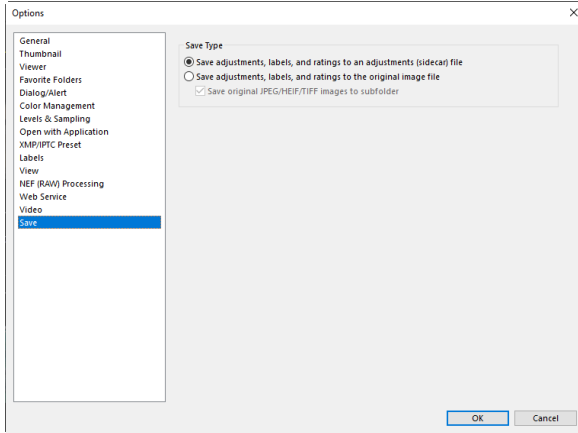 Options
General
Thumbnail
Viewer
Favorite Folders
Dialog/Alert
Color Management
Levels & Sampling
Open with Application
XMP/IPTC Preset
Labels
View
NEF (RAW) Processing
Web Service
Video
Save
Save Type
Save adjustments, labels, and ratings to an adjustments (sidecar) file
Save adjustments, labels, and ratings to the original image file
Save original JPEG/HEIF/TIFF images to subfolder
OK Cancel